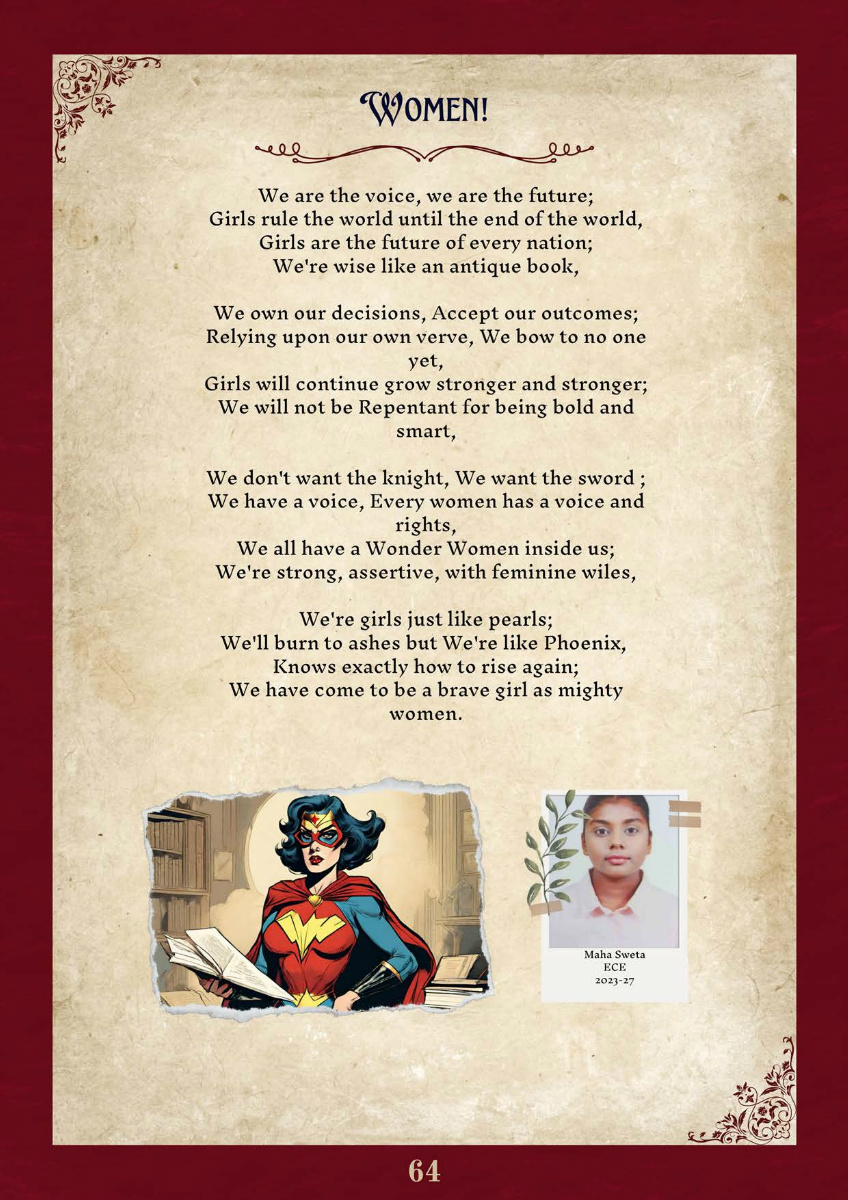 WOMEN!
We are the voice, we are the future;
Girls rule the world until the end of the world,
Girls are the future of every nation;
We're wise like an antique book,
We own our decisions, Accept our outcomes;
Relying upon our own verve, We bow to no one
yet,
Girls will continue grow stronger and stronger;
We will not be Repentant for being bold and
smart,
We don't want the knight, We want the sword ;
We have a voice, Every women has a voice and
rights,
We all have a Wonder Women inside us;
We're strong, assertive, with feminine wiles,
We're girls just like pearls;
We'll burn to ashes but We're like Phoenix,
Knows exactly how to rise again;
We have come to be a brave girl as mighty
women.
Maha Sweta
ECE
2023-27
64